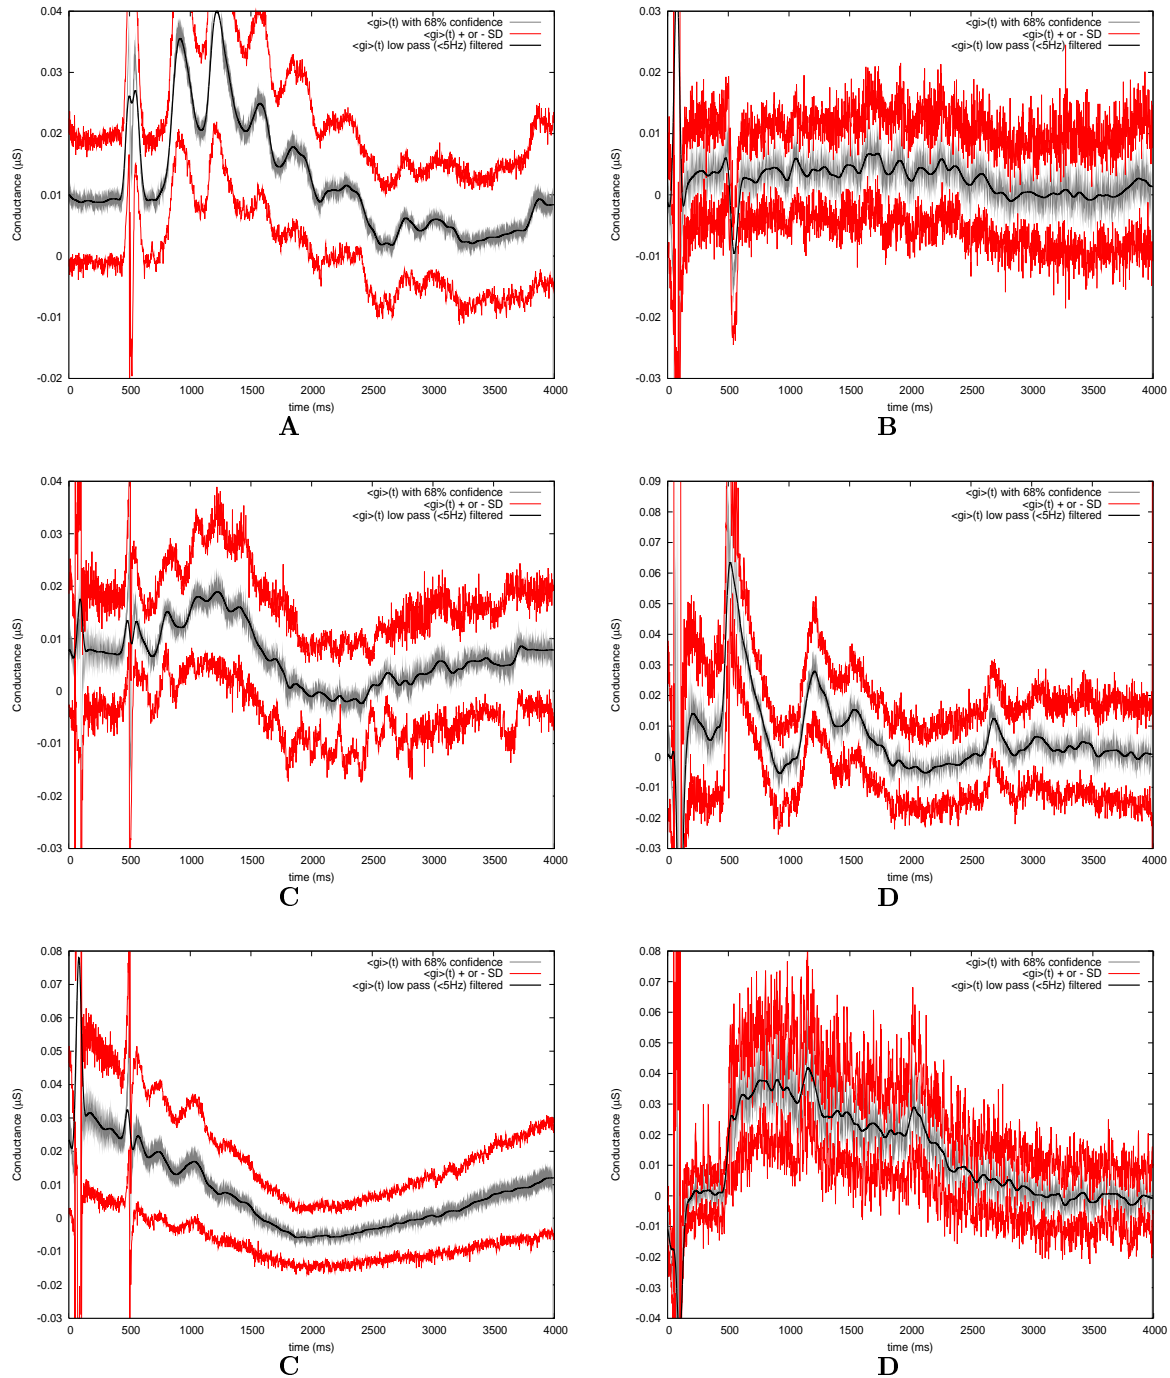 <gi>(t) with 68% confidence
<gi>(t) + or - SD
<gi>(t) low pass (<5Hz) filtered
0.04
0.03
0.02
0.01
0
-0.01
-0.02
Conductance (µS)
0 500 1000 1500 2000 2500 3000 3500 4000
time (ms)
A
<gi>(t) with 68% confidence
<gi>(t) + or - SD
<gi>(t) low pass (<5Hz) filtered
0.03
0.02
0.01
0
-0.01
-0.02
-0.03
Conductance (µS)
0 500 1000 1500 2000 2500 3000 3500 4000
time (ms)
B
<gi>(t) with 68% confidence
<gi>(t) + or - SD
<gi>(t) low pass (<5Hz) filtered
0.04
0.03
0.02
0.01
0
-0.01
-0.02
-0.03
Conductance (µS)
0 500 1000 1500 2000 2500 3000 3500 4000
time (ms)
C
<gi>(t) with 68% confidence
<gi>(t) + or - SD
<gi>(t) low pass (<5Hz) filtered
0.09
0.08
0.07
0.06
0.05
0.04
0.03
0.02
0.01
0
-0.01
-0.02
-0.03
Conductance (µS)
0 500 1000 1500 2000 2500 3000 3500 4000
time (ms)
D
<gi>(t) with 68% confidence
<gi>(t) + or - SD
<gi>(t) low pass (<5Hz) filtered
0.08
0.07
0.06
0.05
0.04
0.03
0.02
0.01
0
-0.01
-0.02
-0.03
Conductance (µS)
0 500 1000 1500 2000 2500 3000 3500 4000
time (ms)
C
<gi>(t) with 68% confidence
<gi>(t) + or - SD
<gi>(t) low pass (<5Hz) filtered
0.08
0.07
0.06
0.05
0.04
0.03
0.02
0.01
0
-0.01
-0.02
-0.03
-0.04
Conductance (µS)
0 500 1000 1500 2000 2500 3000 3500 4000
time (ms)
D